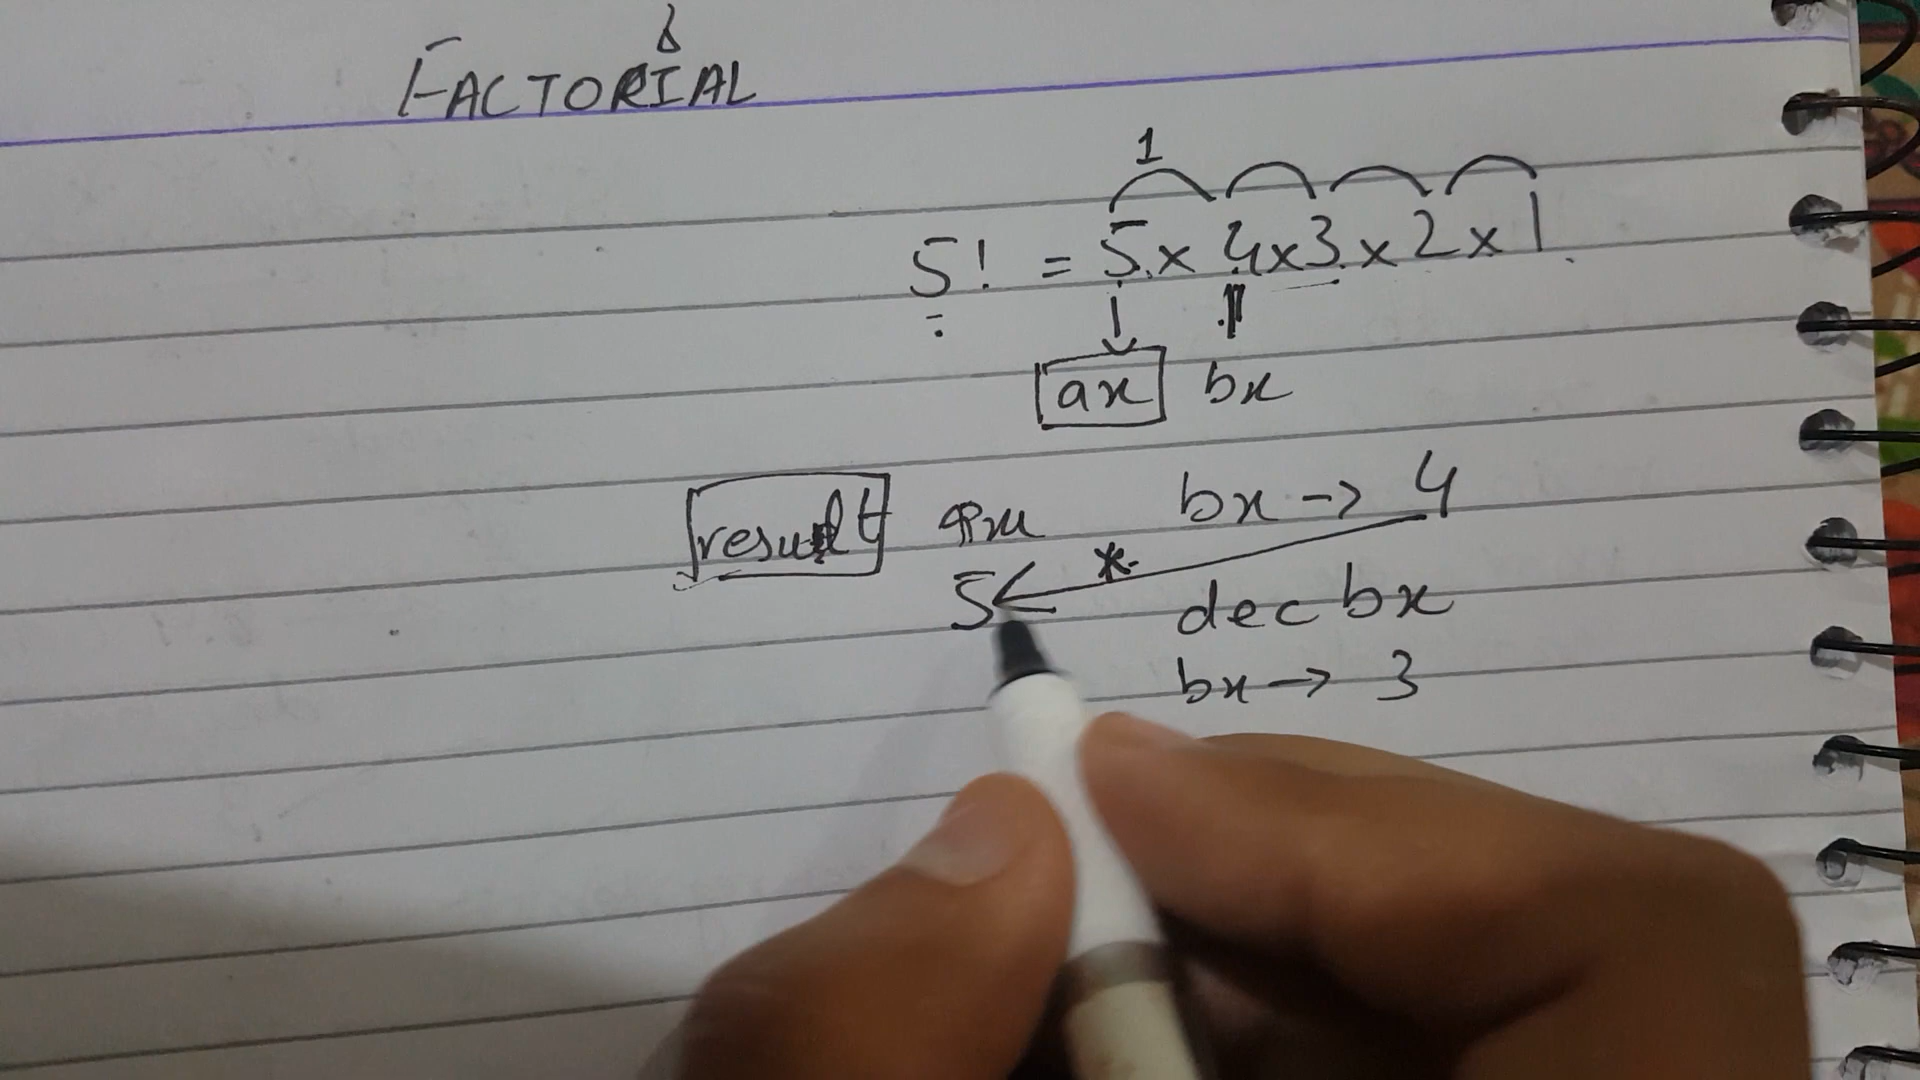 FACTORIAL
1
5! = 5 x 4 x 3 x 2 x 1
ax bx
result bx -> 4
*
5 dec bx
bx -> 3